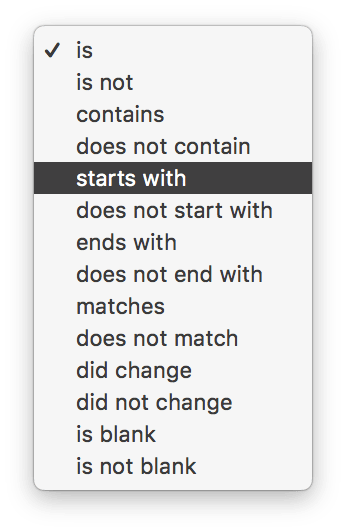 is
is not
contains
does not contain
starts with
does not start with
ends with
does not end with
matches
does not match
did change
did not change
is blank
is not blank